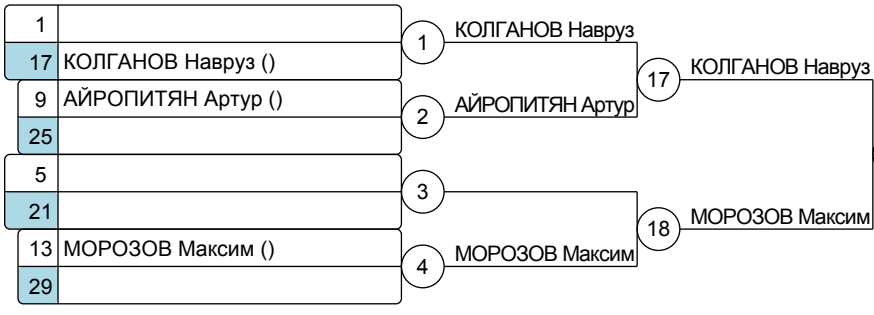 1
17 КОЛГАНОВ Навруз ()
9 АЙРОПИТЯН Артур ()
25
5
21
13 МОРОЗОВ Максим ()
29
1
КОЛГАНОВ Навруз
2
АЙРОПИТЯН Артур
3
4
МОРОЗОВ Максим
17
КОЛГАНОВ Навруз
18
МОРОЗОВ Максим